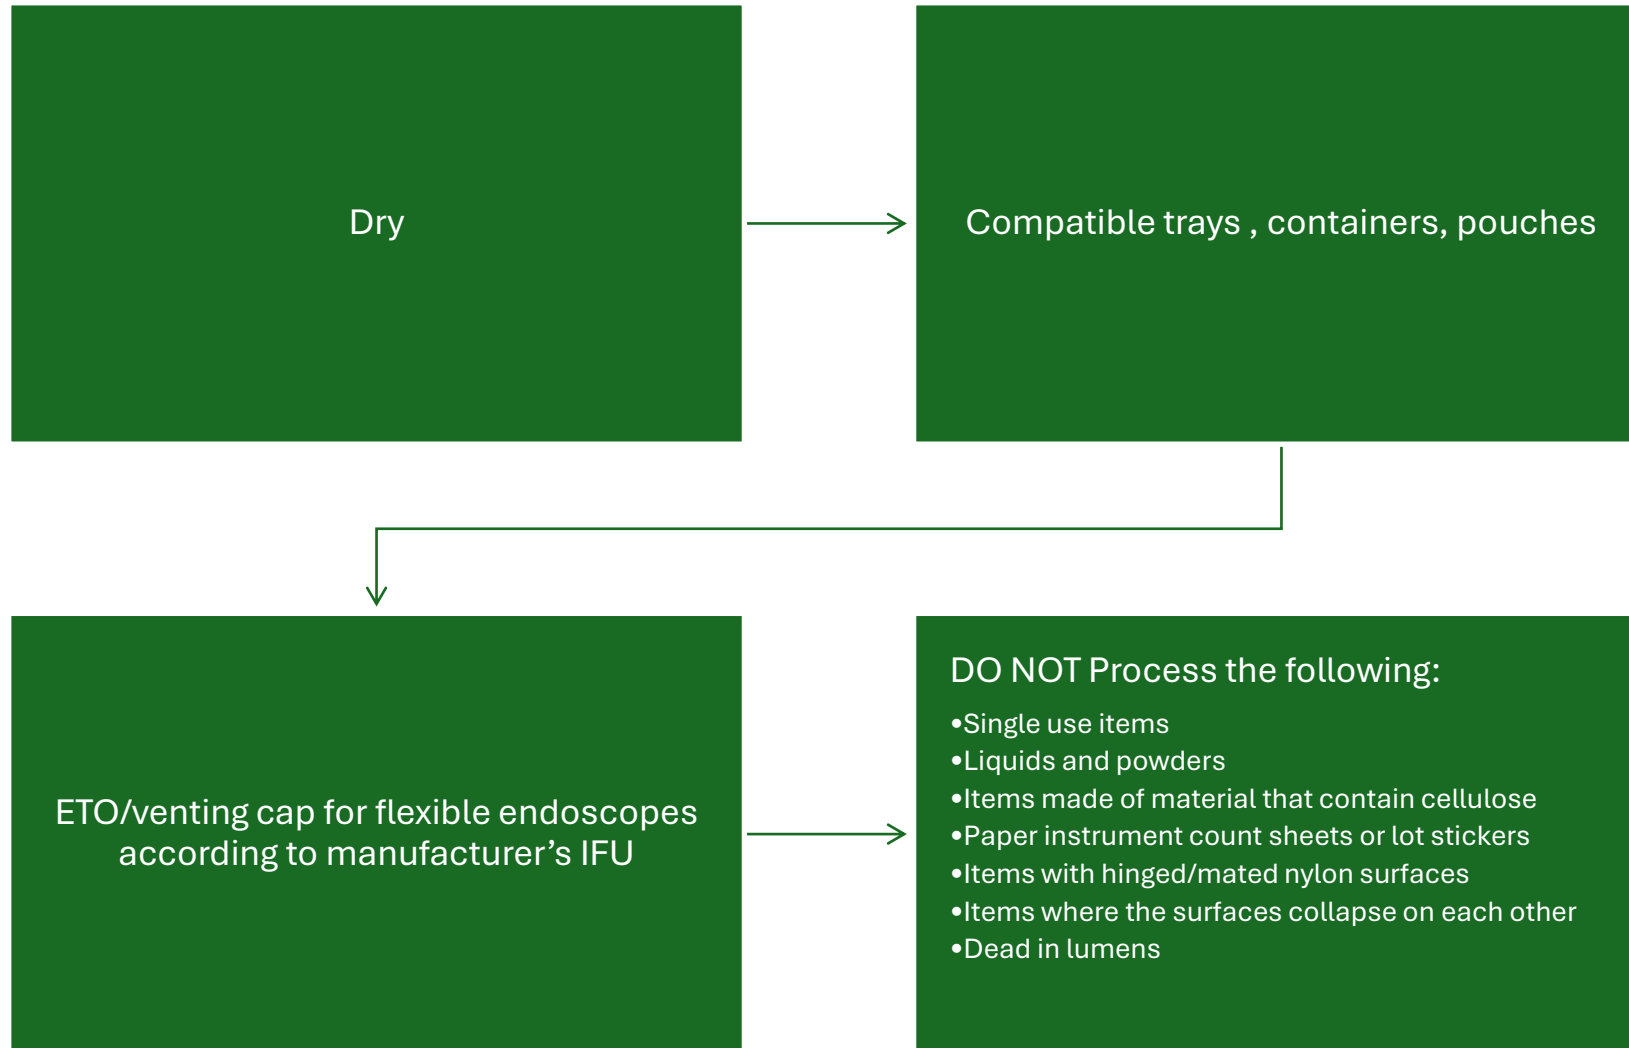 Dry
Compatible trays , containers, pouches
ETO/venting cap for flexible endoscopes
according to manufacturer’s IFU
DO NOT Process the following:
•Single use items
•Liquids and powders
•Items made of material that contain cellulose
•Paper instrument count sheets or lot stickers
•Items with hinged/mated nylon surfaces
•Items where the surfaces collapse on each other
•Dead in lumens